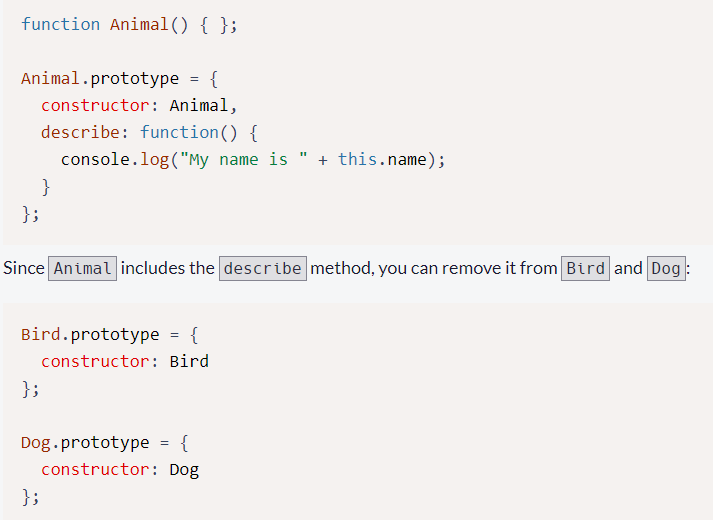 function Animal() { };
Animal.prototype = {
  constructor: Animal,
  describe: function() {
    console.log("My name is " + this.name);
  }
};
Since Animal includes the describe method, you can remove it from Bird and Dog:
Bird.prototype = {
  constructor: Bird
};
Dog.prototype = {
  constructor: Dog
};